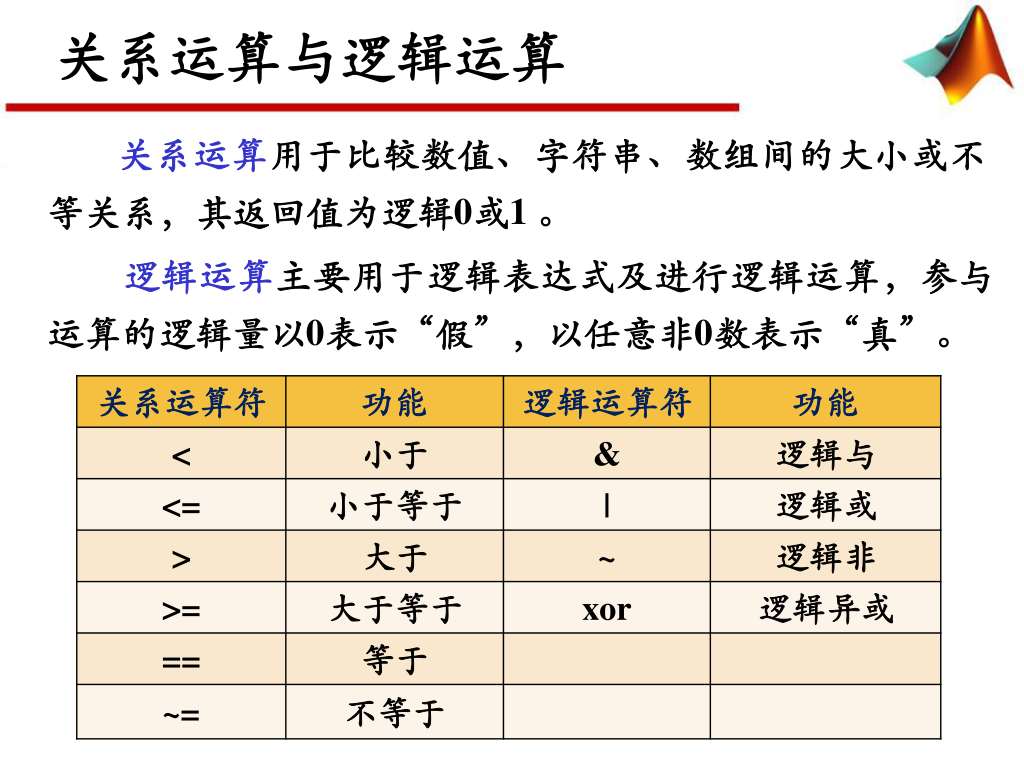 关系运算与逻辑运算
关系运算用于比较数值、字符串、数组间的大小或不
等关系，其返回值为逻辑0或1 。
逻辑运算主要用于逻辑表达式及进行逻辑运算，参与
运算的逻辑量以0表示“假”，以任意非0数表示“真”。
关系运算符 功能 逻辑运算符 功能
< 小于 & 逻辑与
<= 小于等于 | 逻辑或
> 大于 ~ 逻辑非
>= 大于等于 xor 逻辑异或
== 等于
~= 不等于